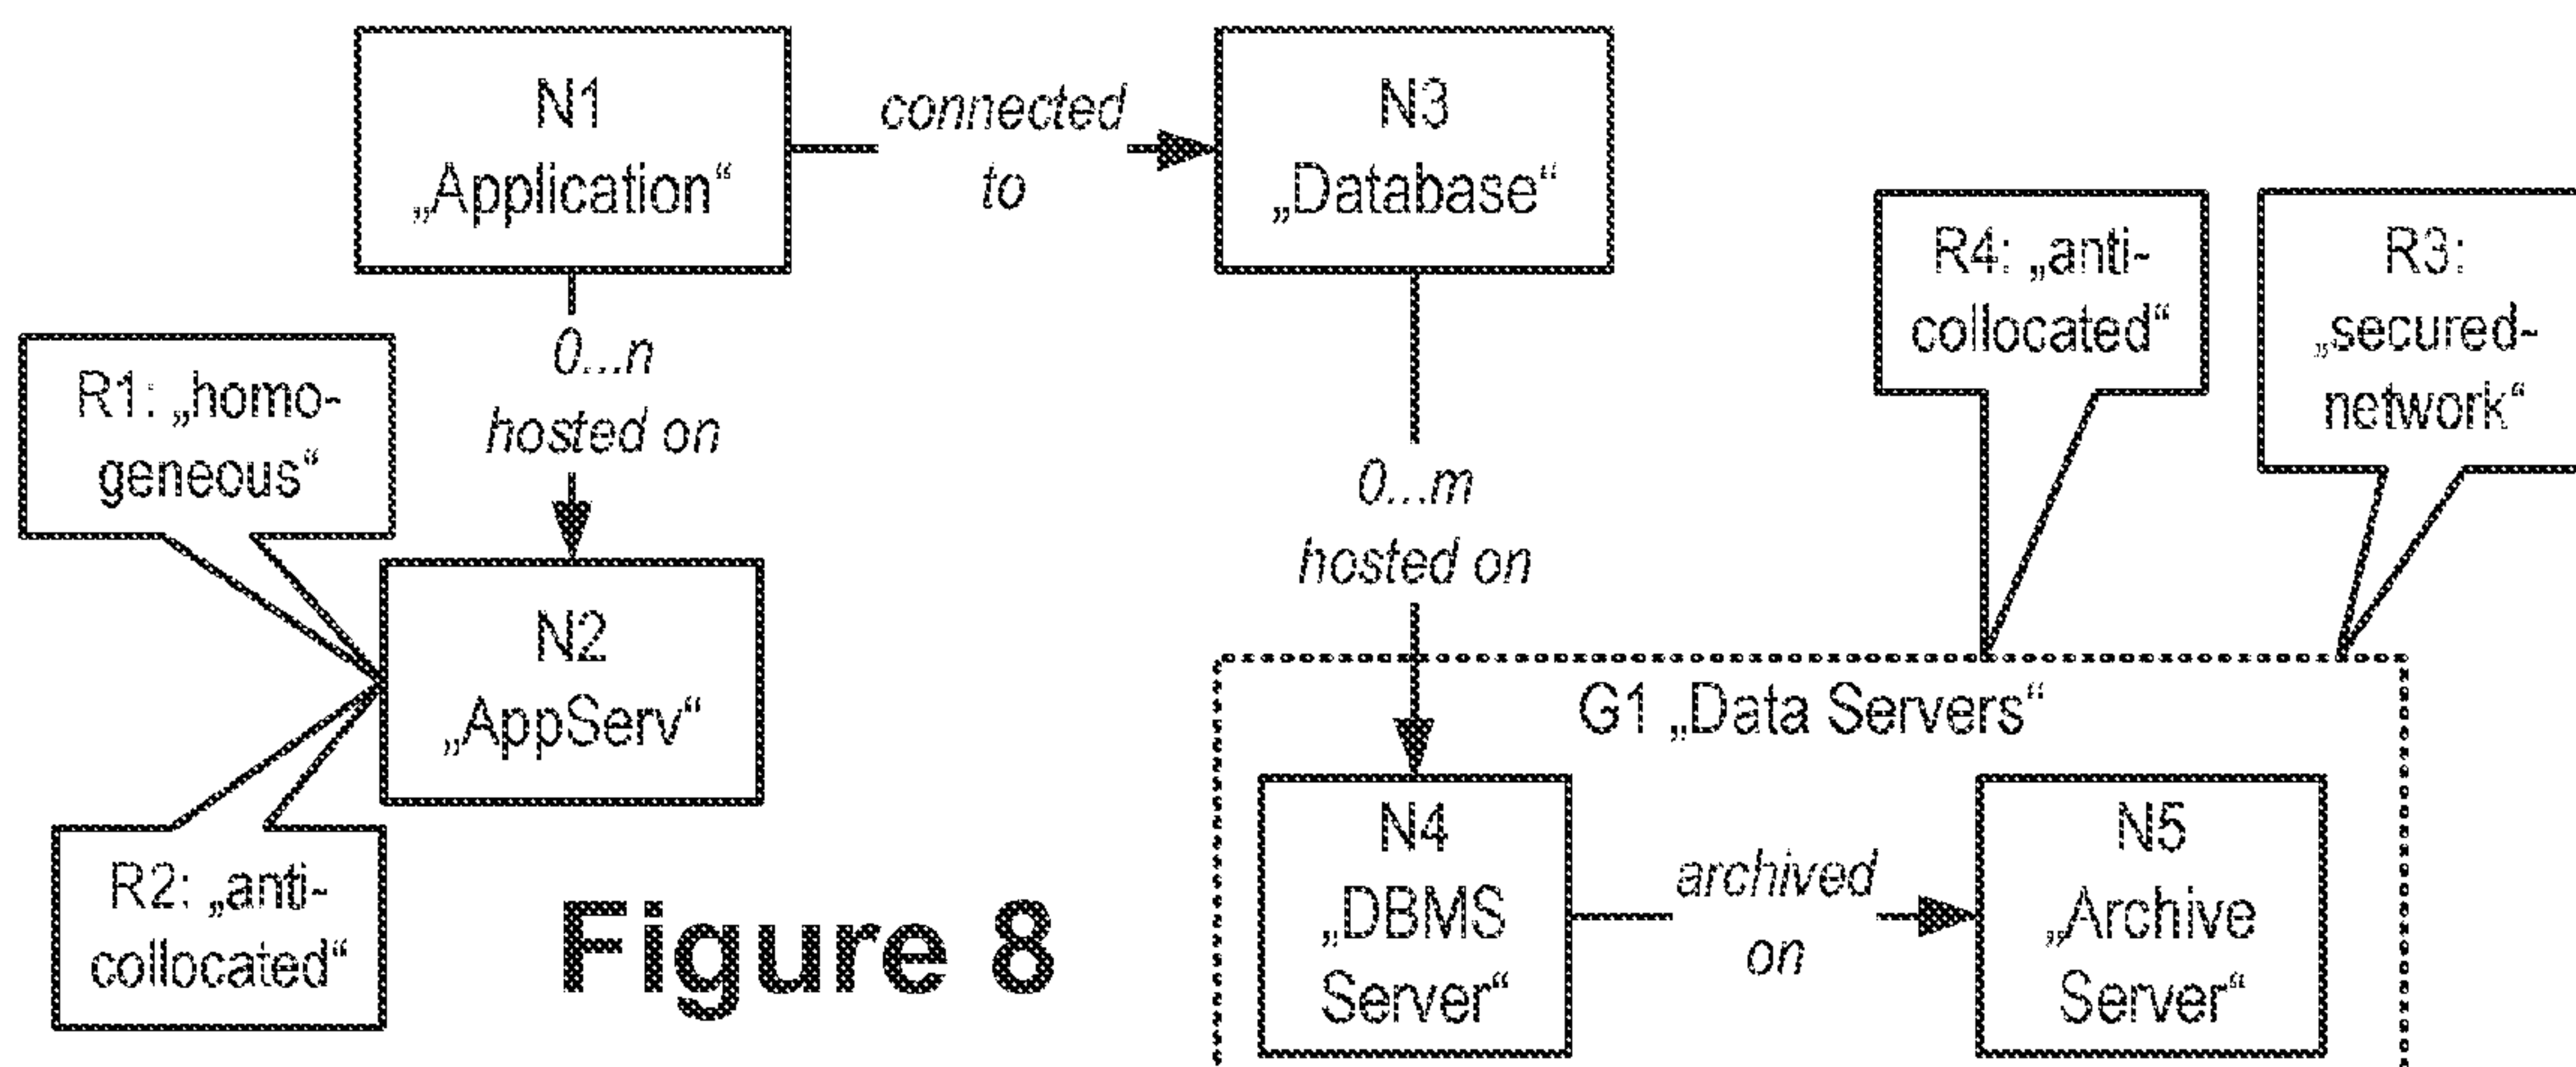 N1
„Application“
connected
to
N3
„Database“
R4: „anti-
collocated“
R3:
„secured-
network“
0...n
hosted on
R1: „homo-
geneous“
0...m
hosted on
N2
„AppServ“
G1 „Data Servers“
R2: „anti-
collocated“
N4
„DBMS
Server“
archived
on
N5
„Archive
Server“
Figure 8